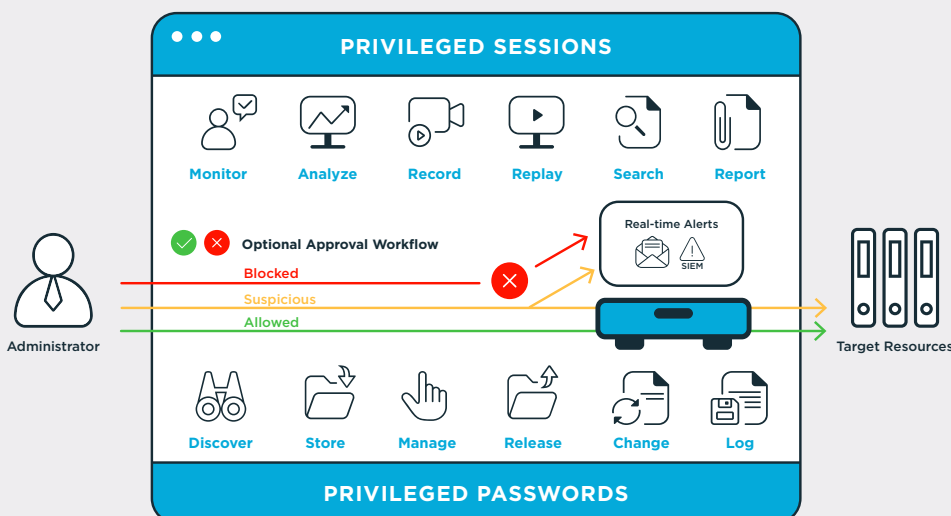 PRIVILEGED SESSIONS
Monitor
Analyze
Record
Replay
Search
Report
Real-time Alerts
SIEM
Optional Approval Workflow
Blocked
Suspicious
Allowed
Administrator
Target Resources
Discover
Store
Manage
Release
Change
Log
PRIVILEGED PASSWORDS